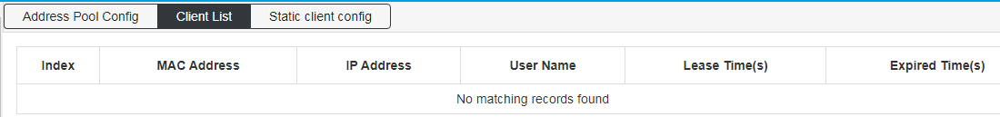 Address Pool Config Client List Static client config
Index MAC Address IP Address User Name Lease Time(s) Expired Time(s)
No matching records found